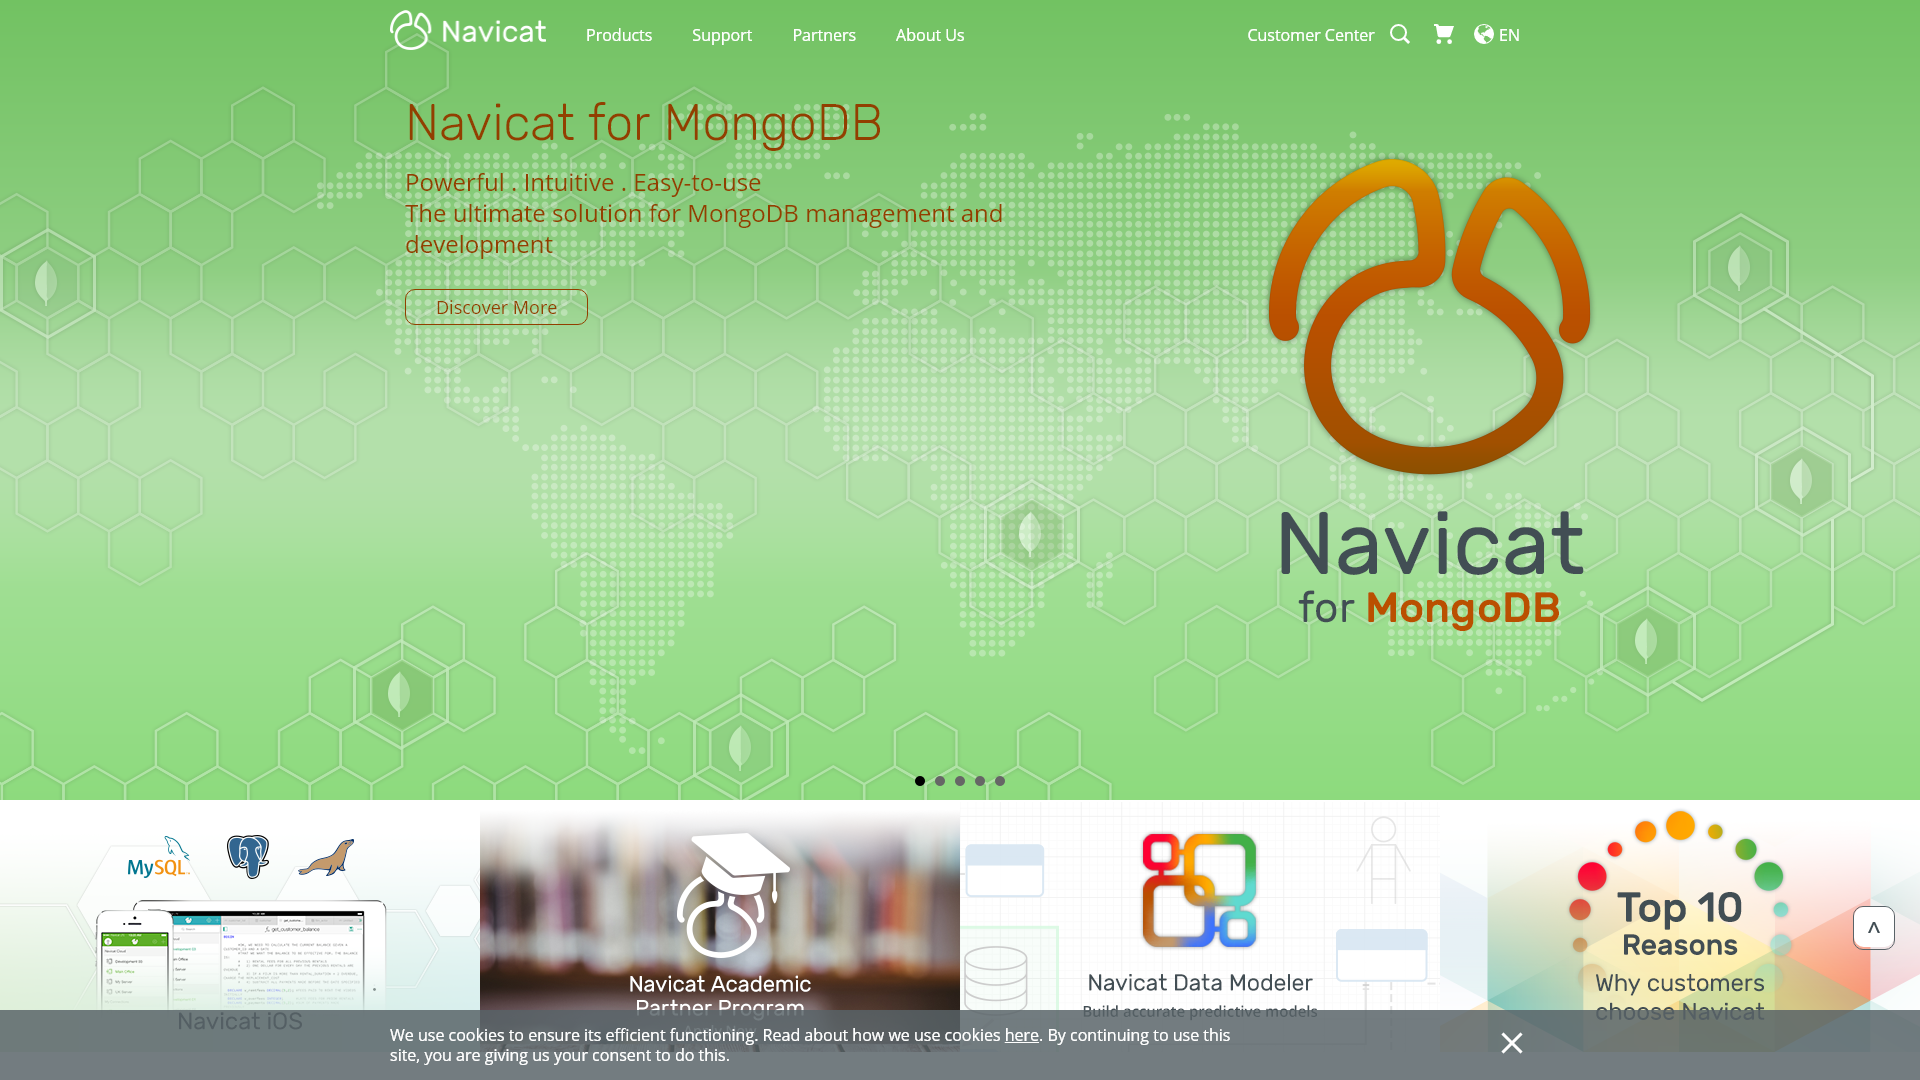 Navicat
Products
Support
Partners
About Us
Customer Center
EN
Navicat for MongoDB
Powerful . Intuitive . Easy-to-use
The ultimate solution for MongoDB management and
development
Discover More
Navicat
for MongoDB
MySQL
get_customer_balance
Navicat iOS
Navicat Academic
Partner Program
Navicat Data Modeler
Build accurate predictive models
Top 10
Reasons
Why customers
choose Navicat
^
We use cookies to ensure its efficient functioning. Read about how we use cookies here. By continuing to use this
site, you are giving us your consent to do this.